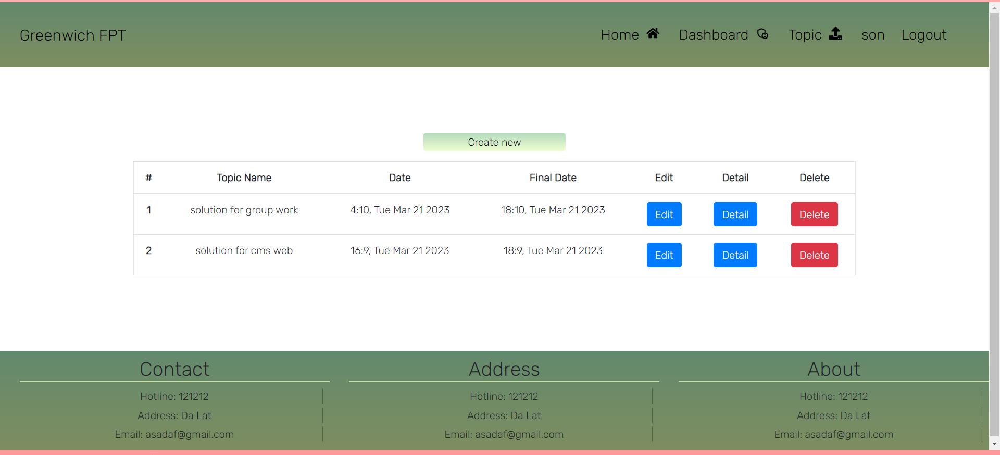 Greenwich FPT Home Dashboard Topic son Logout
Create new
# Topic Name Date Final Date Edit Detail Delete
1 solution for group work 4:10, Tue Mar 21 2023 18:10, Tue Mar 21 2023 Edit Detail Delete
2 solution for cms web 16:9, Tue Mar 21 2023 18:9, Tue Mar 21 2023 Edit Detail Delete
Contact Address About
Hotline: 121212 Hotline: 121212 Hotline: 121212
Address: Da Lat Address: Da Lat Address: Da Lat
Email: asadaf@gmail.com Email: asadaf@gmail.com Email: asadaf@gmail.com